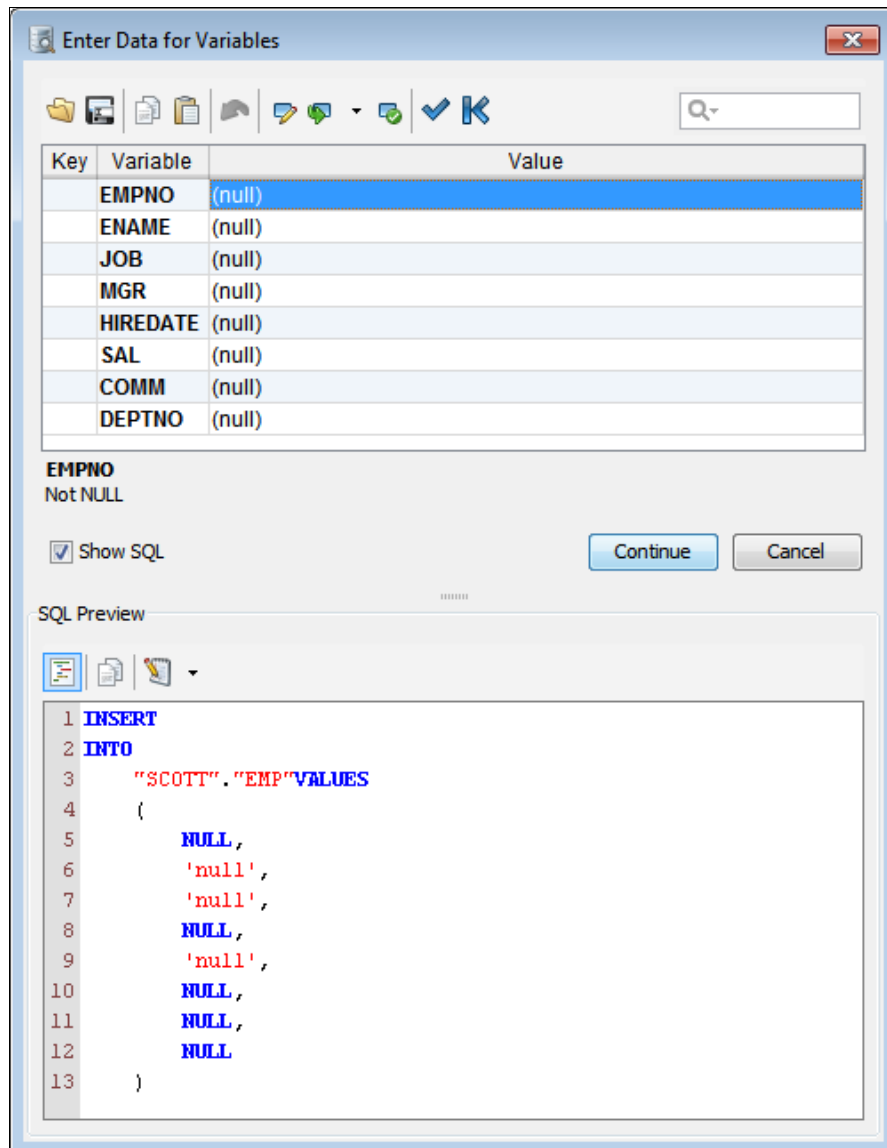 Enter Data for Variables
Key Variable Value
EMPNO (null)
ENAME (null)
JOB (null)
MGR (null)
HIREDATE (null)
SAL (null)
COMM (null)
DEPTNO (null)
EMPNO
Not NULL
Show SQL Continue Cancel
SQL Preview
1 INSERT
2 INTO
3 "SCOTT"."EMP"VALUES
4 (
5 NULL,
6 'null',
7 'null',
8 NULL,
9 'null',
10 NULL,
11 NULL,
12 NULL
13 )